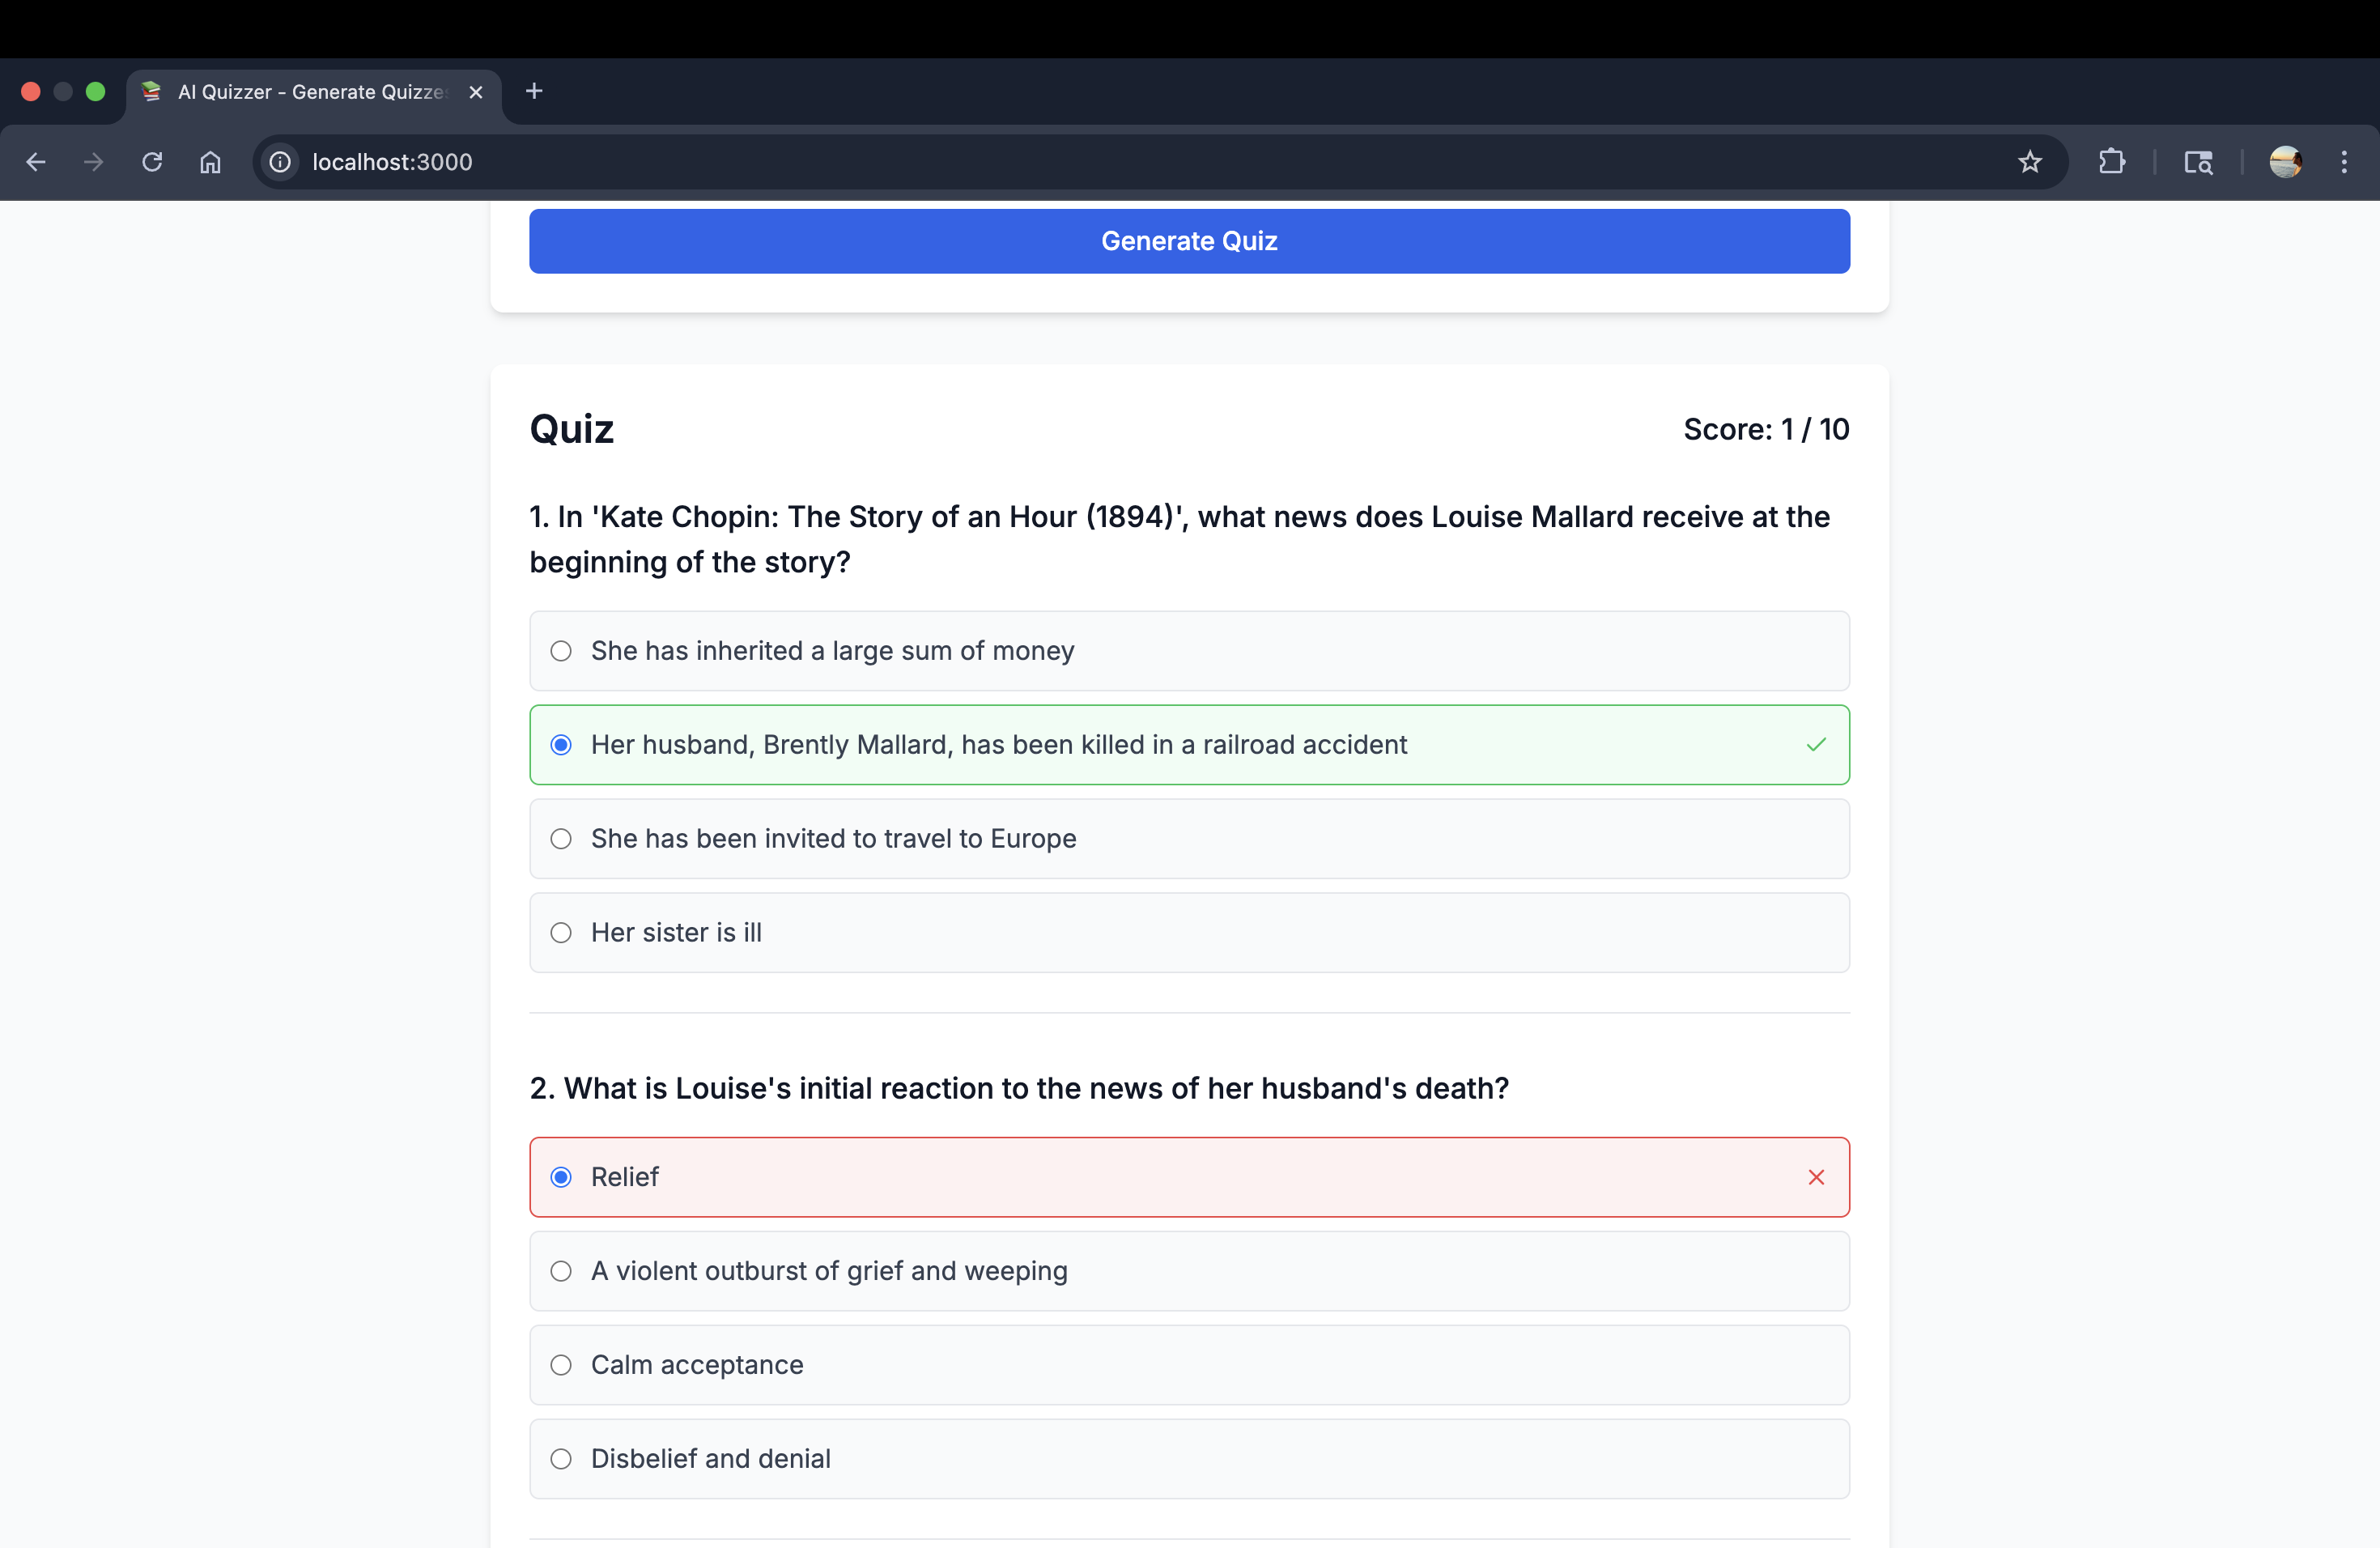 AI Quizzer - Generate Quizzes
localhost:3000
Generate Quiz
Quiz
Score: 1 / 10
1. In 'Kate Chopin: The Story of an Hour (1894)', what news does Louise Mallard receive at the
beginning of the story?
She has inherited a large sum of money
Her husband, Brently Mallard, has been killed in a railroad accident
She has been invited to travel to Europe
Her sister is ill
2. What is Louise's initial reaction to the news of her husband's death?
Relief
A violent outburst of grief and weeping
Calm acceptance
Disbelief and denial